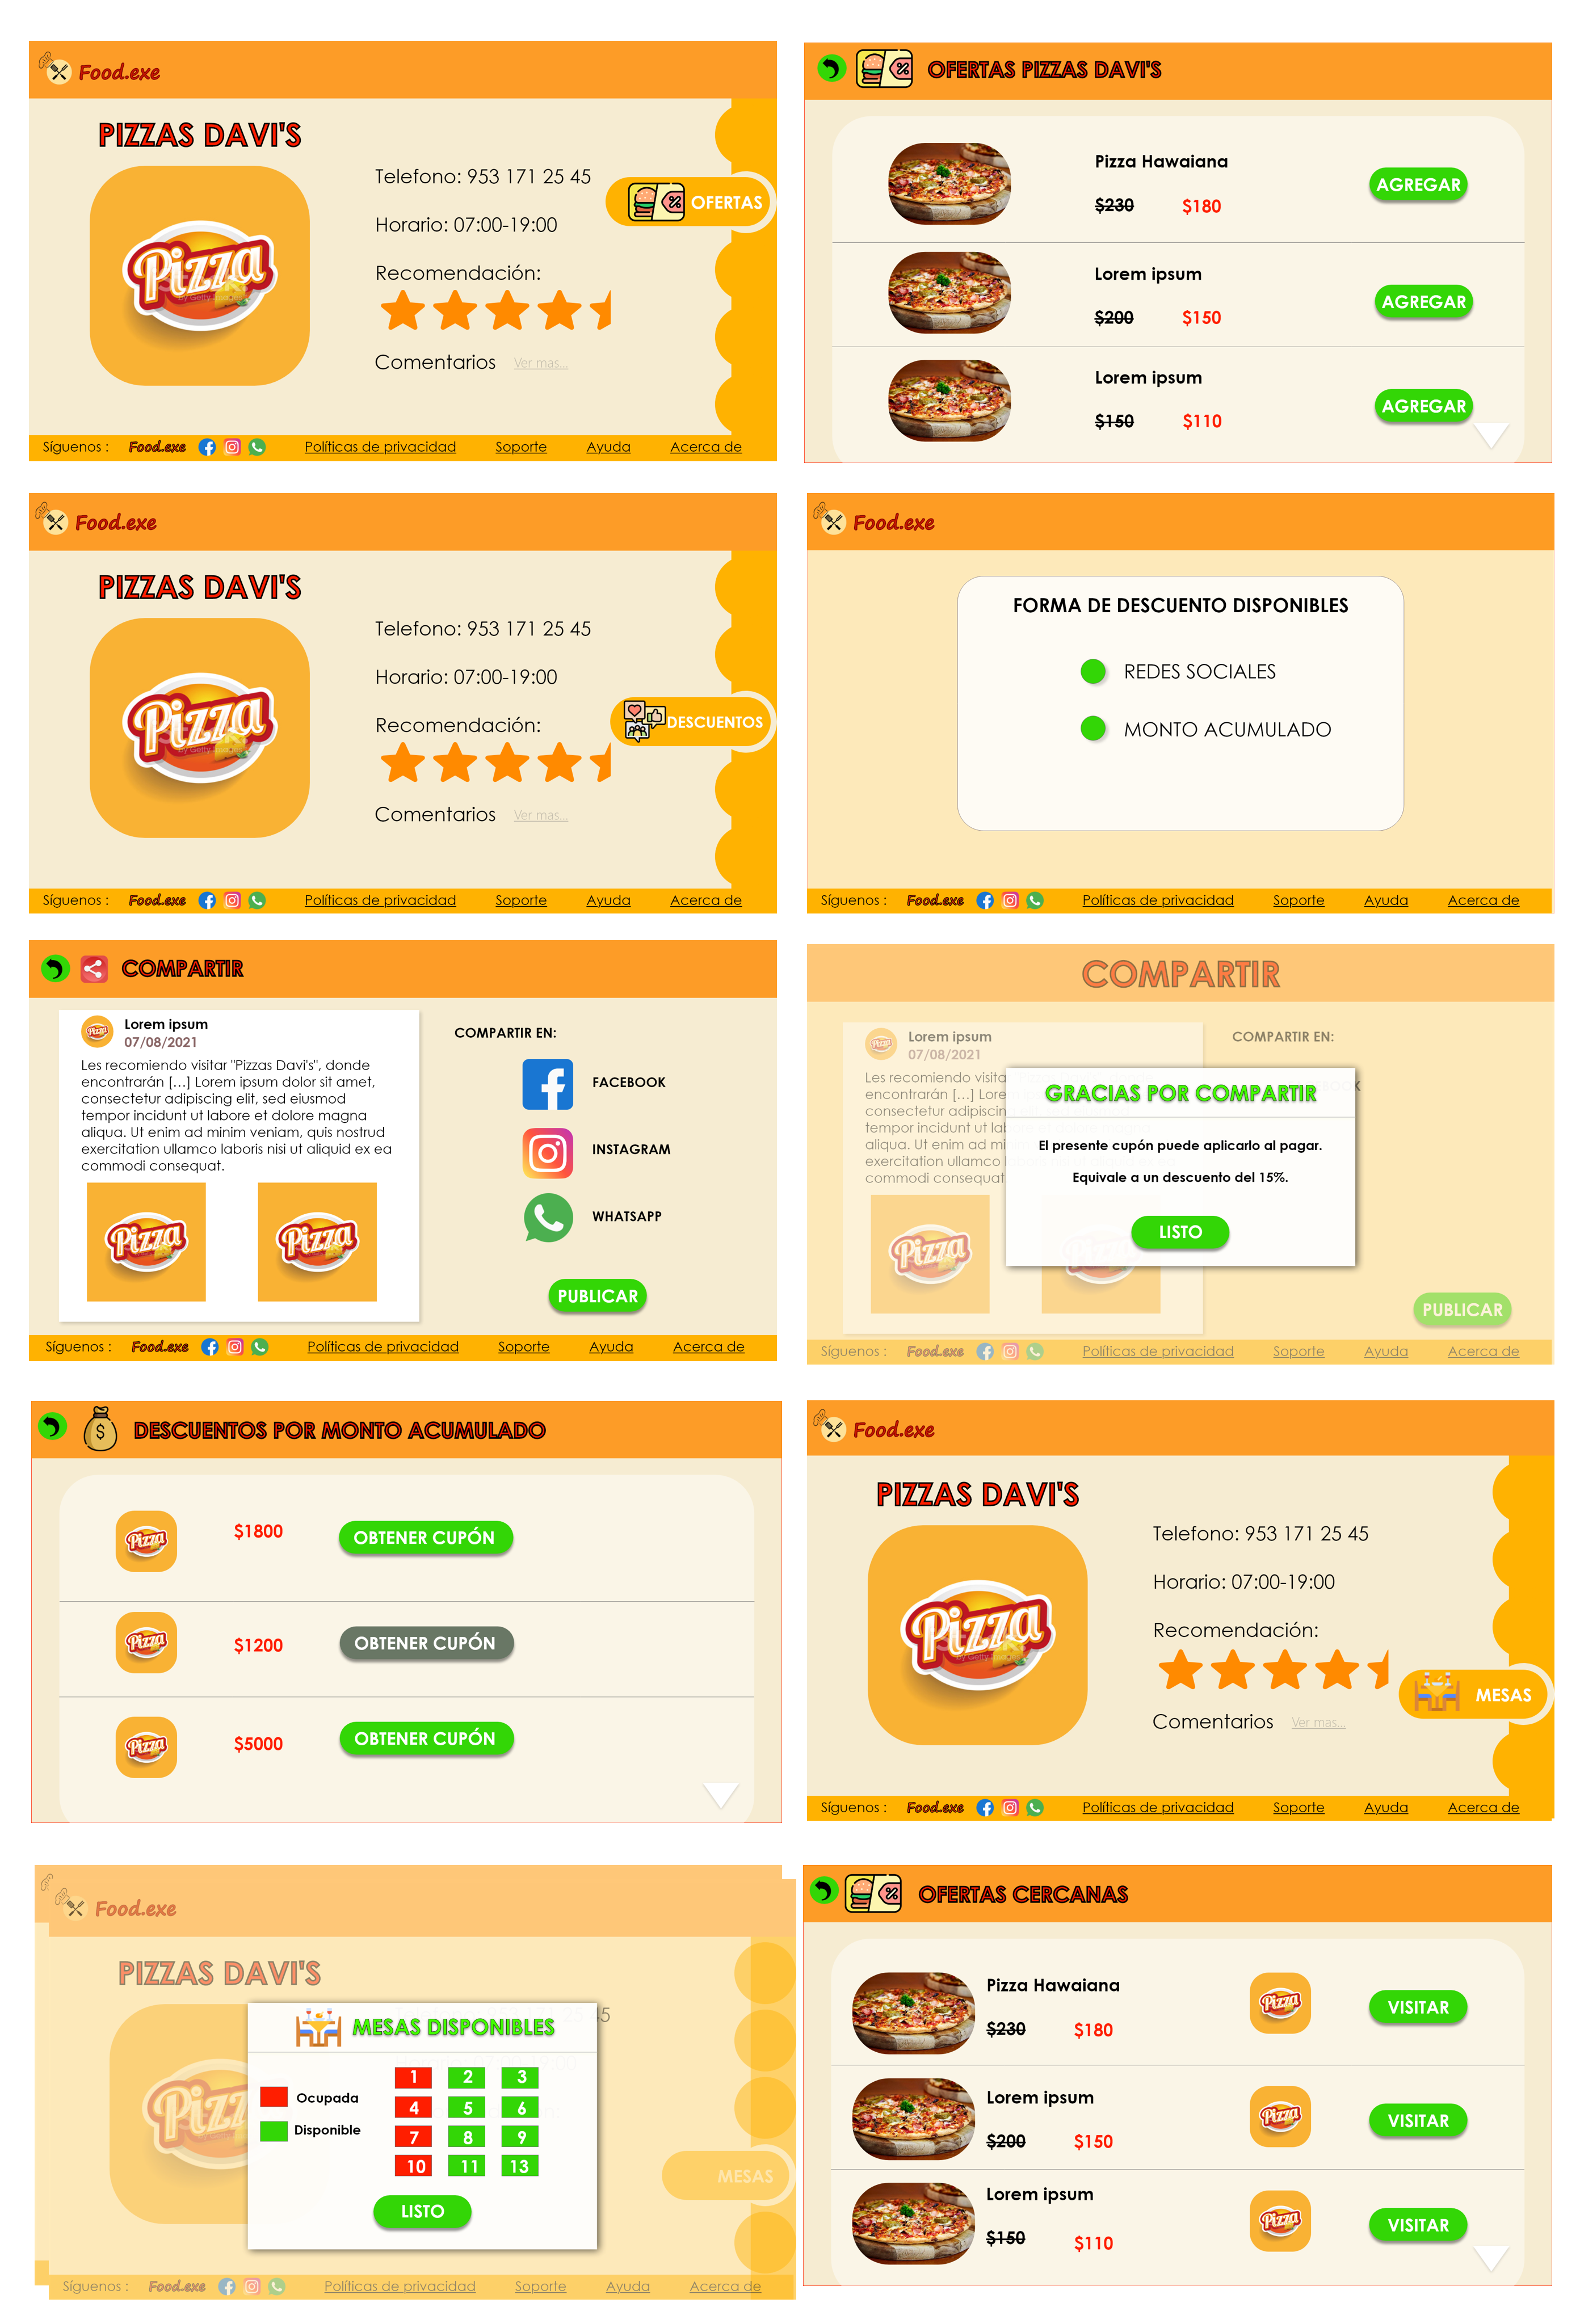 Food.exe
PIZZAS DAVI'S
Pizza
Telefono: 953 171 25 45
Horario: 07:00-19:00
Recomendación:
Comentarios Ver mas...
OFERTAS
Síguenos : Food.exe Políticas de privacidad Soporte Ayuda Acerca de
OFERTAS PIZZAS DAVI'S
Pizza Hawaiana
$230 $180
AGREGAR
Lorem ipsum
$200 $150
AGREGAR
Lorem ipsum
$150 $110
AGREGAR
Food.exe
PIZZAS DAVI'S
Pizza
Telefono: 953 171 25 45
Horario: 07:00-19:00
Recomendación:
Comentarios Ver mas...
DESCUENTOS
Síguenos : Food.exe Políticas de privacidad Soporte Ayuda Acerca de
Food.exe
FORMA DE DESCUENTO DISPONIBLES
REDES SOCIALES
MONTO ACUMULADO
Síguenos : Food.exe Políticas de privacidad Soporte Ayuda Acerca de
COMPARTIR
Lorem ipsum
07/08/2021
Les recomiendo visitar "Pizzas Davi's", donde
encontrarán [...] Lorem ipsum dolor sit amet,
consectetur adipiscing elit, sed eiusmod
tempor incidunt ut labore et dolore magna
aliqua. Ut enim ad minim veniam, quis nostrud
exercitation ullamco laboris nisi ut aliquid ex ea
commodi consequat.
Pizza Pizza
COMPARTIR EN:
FACEBOOK
INSTAGRAM
WHATSAPP
PUBLICAR
Síguenos : Food.exe Políticas de privacidad Soporte Ayuda Acerca de
COMPARTIR
Lorem ipsum
07/08/2021
Les recomiendo visita
encontrarán [...] Lore
consectetur adipiscin
tempor incidunt ut la
aliqua. Ut enim ad mi
exercitation ullamco
commodi consequat
Pizza
COMPARTIR EN:
GRACIAS POR COMPARTIR
El presente cupón puede aplicarlo al pagar.
Equivale a un descuento del 15%.
LISTO
PUBLICAR
Síguenos : Food.exe Políticas de privacidad Soporte Ayuda Acerca de
DESCUENTOS POR MONTO ACUMULADO
Pizza $1800 OBTENER CUPÓN
Pizza $1200 OBTENER CUPÓN
Pizza $5000 OBTENER CUPÓN
Food.exe
PIZZAS DAVI'S
Pizza
Telefono: 953 171 25 45
Horario: 07:00-19:00
Recomendación:
Comentarios Ver mas...
MESAS
Síguenos : Food.exe Políticas de privacidad Soporte Ayuda Acerca de
Food.exe
PIZZAS DAVI'S
MESAS DISPONIBLES
Ocupada
Disponible
1 2 3
4 5 6
7 8 9
10 11 13
LISTO
MESAS
Síguenos : Food.exe Políticas de privacidad Soporte Ayuda Acerca de
OFERTAS CERCANAS
Pizza Hawaiana
$230 $180
Pizza
VISITAR
Lorem ipsum
$200 $150
Pizza
VISITAR
Lorem ipsum
$150 $110
Pizza
VISITAR